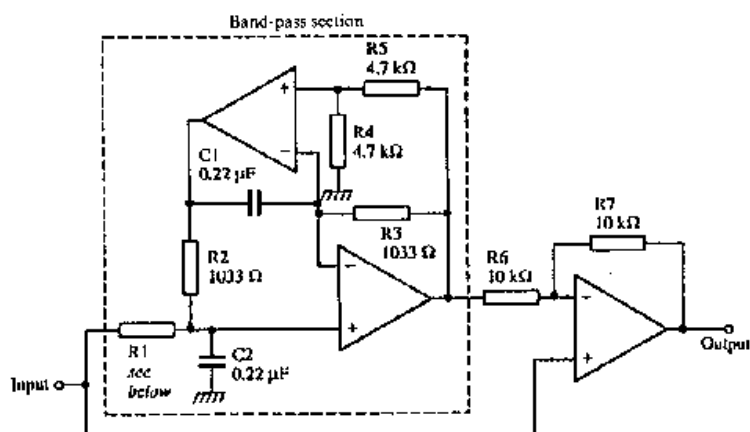 Band-pass section
R5
4.7 kΩ
R4
4.7 kΩ
C1
0.22 µF
R3
1033 Ω
R2
1033 Ω
R7
10 kΩ
R6
10 kΩ
R1
see
below
C2
0.22 µF
Input
Output
+
−
−
+
−
+